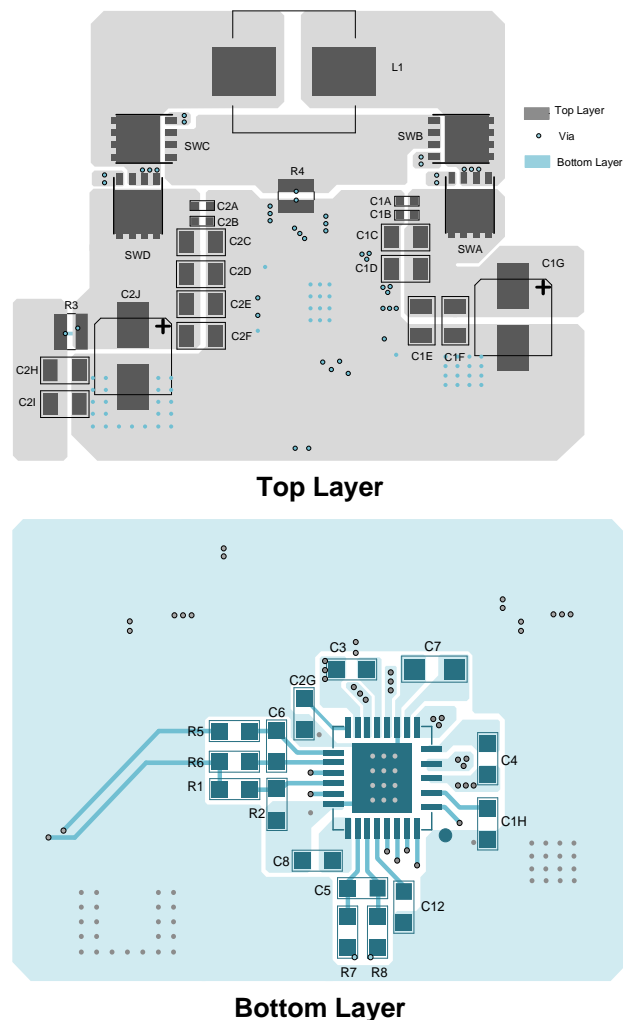 L1
Top Layer
Via
Bottom Layer
SWC
SWB
R4
C2A
C2B
C2C
C2D
C2E
C2F
C1A
C1B
C1C
C1D
SWD
SWA
C1G
+
R3
C2J
+
C2H
C2I
C1E
C1F
Top Layer
C3
C7
C2G
C6
R5
R6
R1
R2
C4
C1H
C8
C5
C12
R7
R8
Bottom Layer